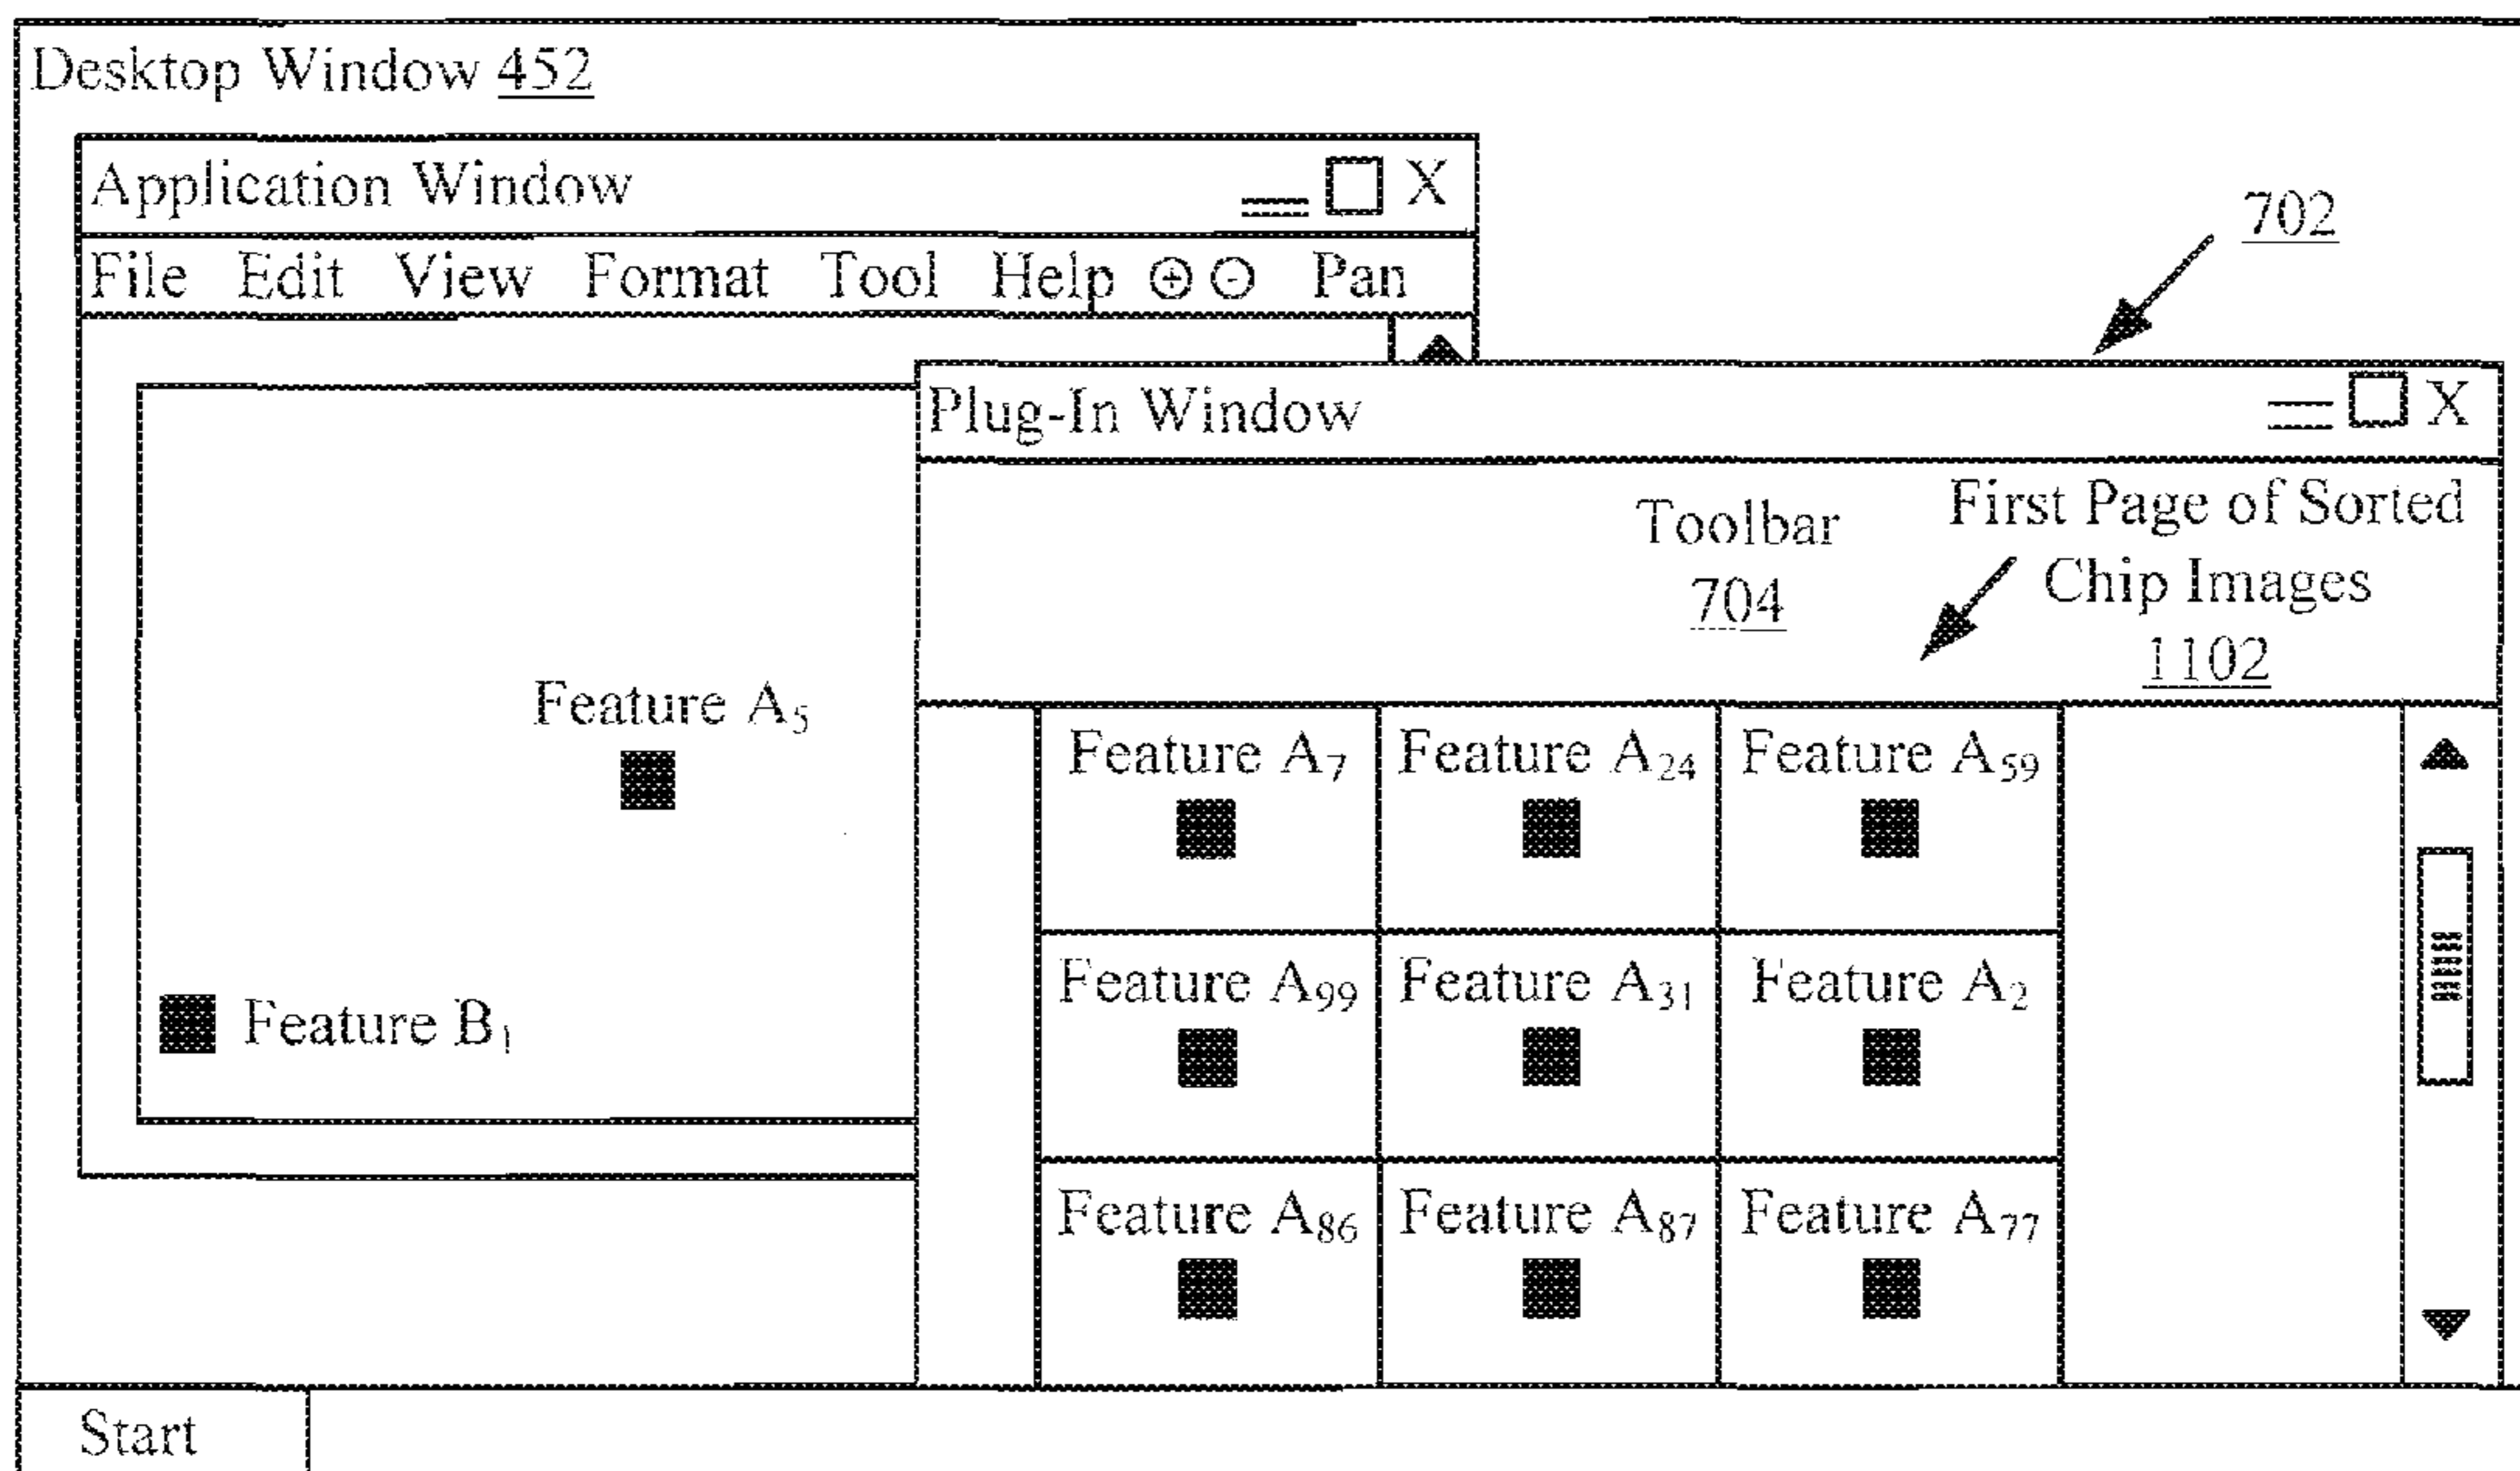 Desktop Window 452
Application Window X
File Edit View Format Tool Help + - Pan
702
Plug-In Window X
Toolbar
704
First Page of Sorted
Chip Images
1102
Feature A5
Feature B1
Feature A7 Feature A24 Feature A59
Feature A99 Feature A31 Feature A2
Feature A86 Feature A87 Feature A77
Start